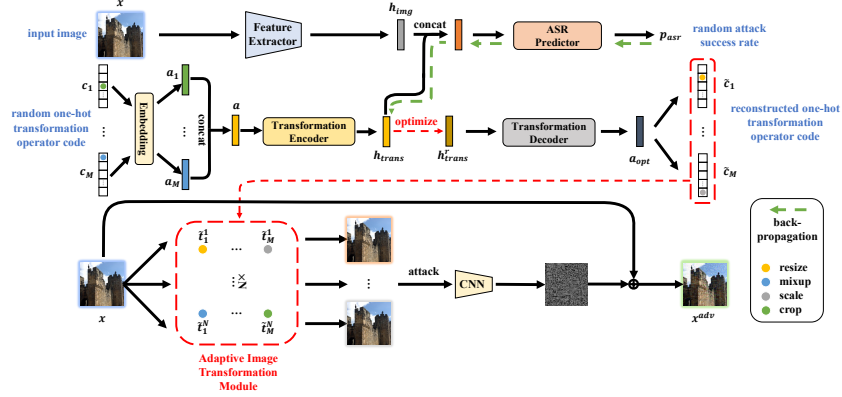 x
input image
Feature
Extractor
h_img
concat
ASR
Predictor
p_asr
random attack
success rate
c_1
random one-hot
transformation
operator code
...
c_M
Embedding
a_1
...
a_M
concat
a
Transformation
Encoder
h_trans
optimize
h^r_trans
Transformation
Decoder
a_opt
c̃_1
...
c̃_M
reconstructed one-hot
transformation
operator code
x
t̃^1_1 ... t̃^1_M
... N×
t̃^N_1 ... t̃^N_M
Adaptive Image
Transformation
Module
...
attack
CNN
x^adv
back-
propagation
resize
mixup
scale
crop